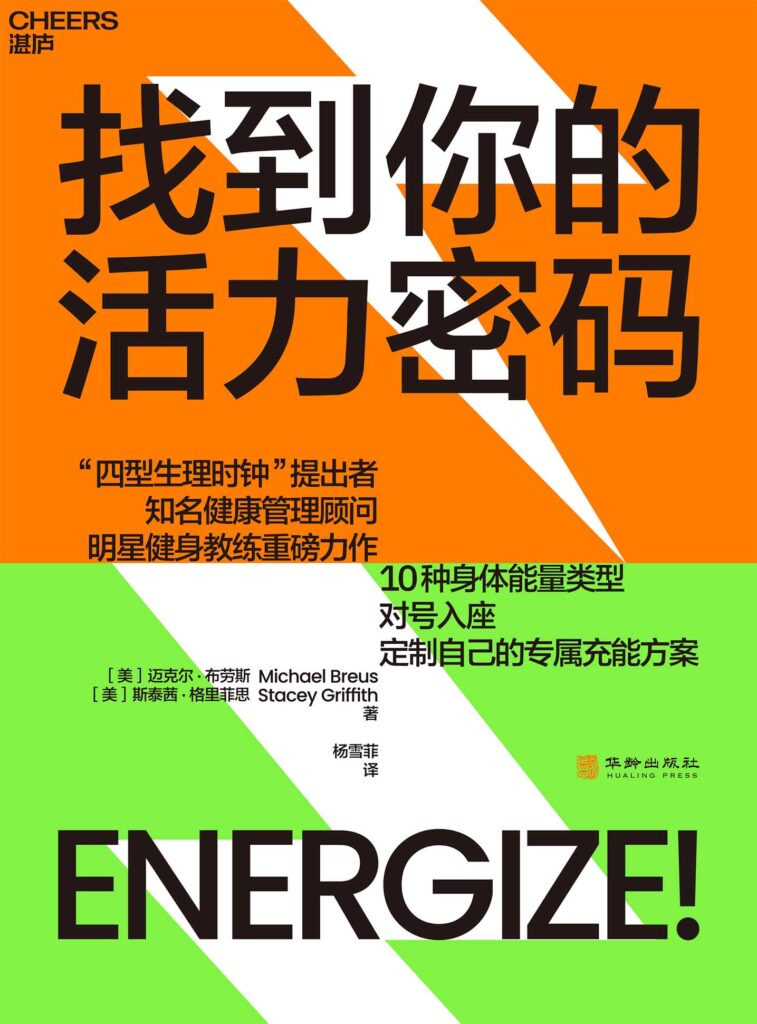 CHEERS
湛庐
找到你的
活力密码
“四型生理时钟”提出者
知名健康管理顾问
明星健身教练重磅力作
10种身体能量类型
对号入座
定制自己的专属充能方案
[美] 迈克尔·布劳斯 Michael Breus
[美] 斯泰茜·格里菲思 Stacey Griffith
著
杨雪菲
译
华龄出版社
HUALING PRESS
ENERGIZE!